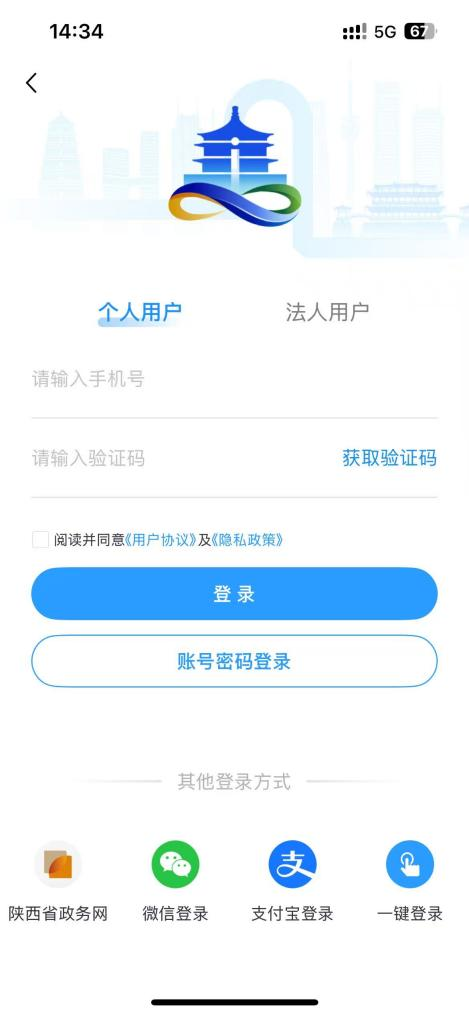 14:34
5G 67
个人用户 法人用户
请输入手机号
请输入验证码 获取验证码
阅读并同意《用户协议》及《隐私政策》
登 录
账号密码登录
其他登录方式
支
陕西省政务网 微信登录 支付宝登录 一键登录